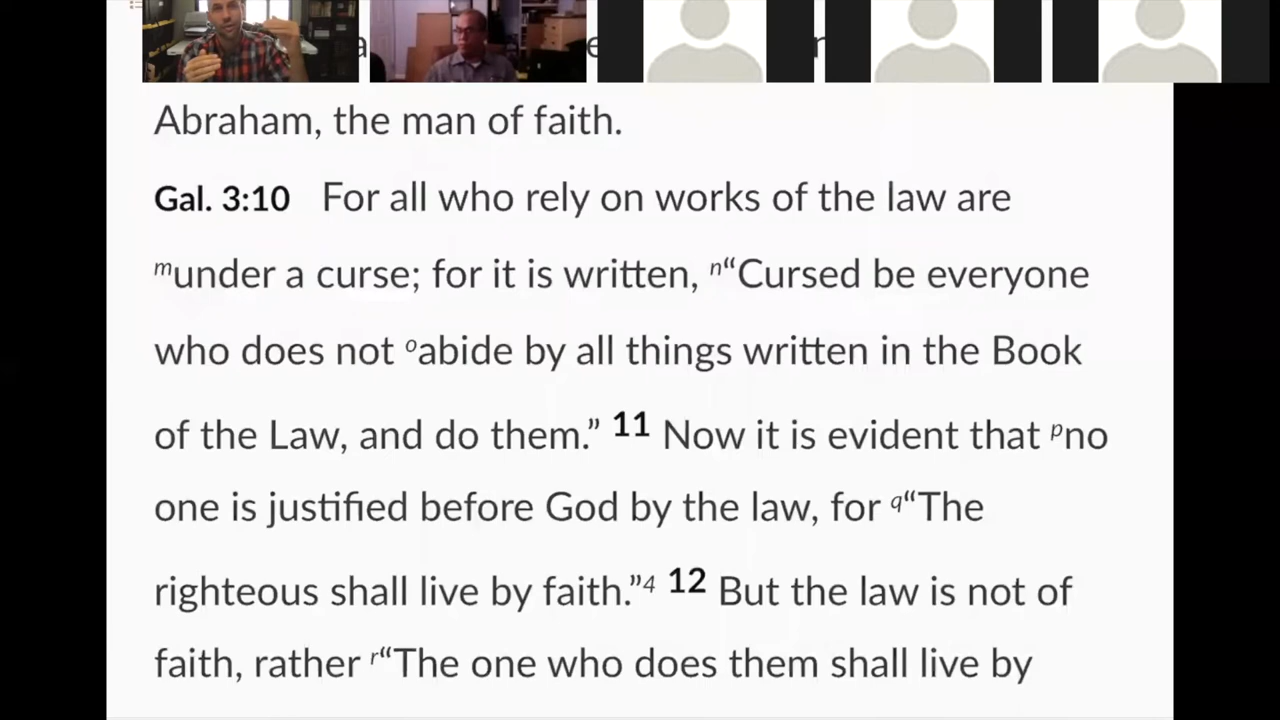 Abraham, the man of faith.
Gal. 3:10 For all who rely on works of the law are
munder a curse; for it is written, n“Cursed be everyone
who does not oabide by all things written in the Book
of the Law, and do them.” 11 Now it is evident that pno
one is justified before God by the law, for q“The
righteous shall live by faith.”4 12 But the law is not of
faith, rather r“The one who does them shall live by